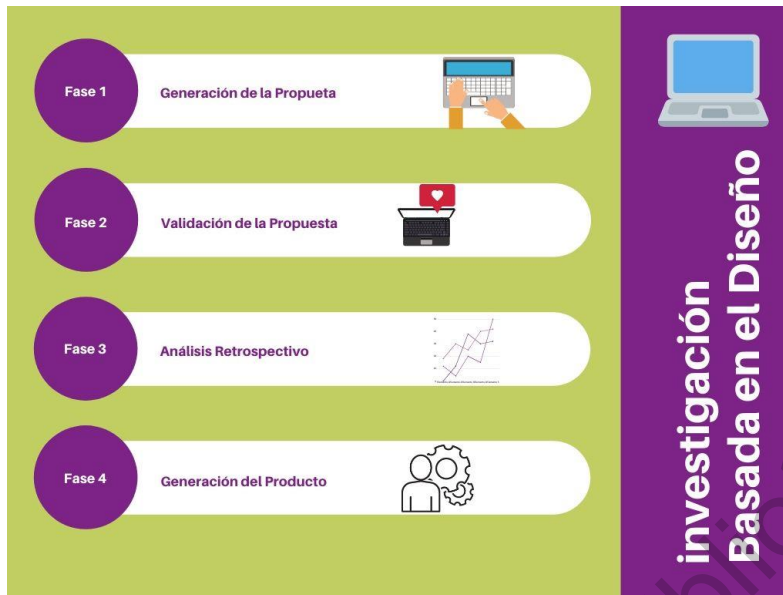 Fase 1
Generación de la Propueta
Fase 2
Validación de la Propuesta
Fase 3
Análisis Retrospectivo
Fase 4
Generación del Producto
investigación
Basada en el Diseño